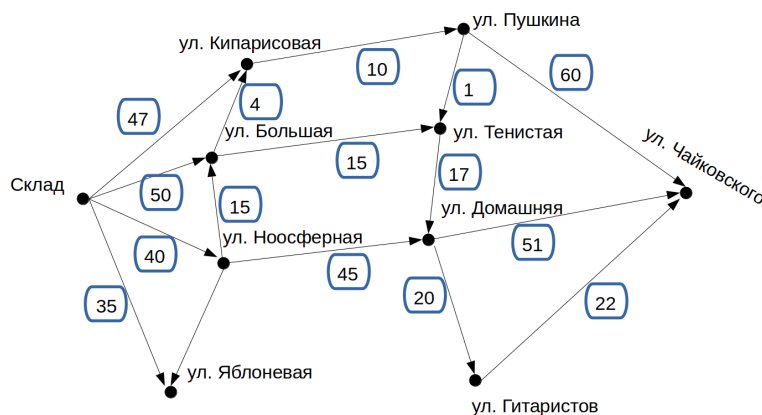 ул. Пушкина
ул. Кипарисовая
10
60
4
1
47
ул. Большая
ул. Тенистая
15
ул. Чайковского
17
Склад
50
15
ул. Домашняя
40
ул. Ноосферная
51
45
35
20
22
ул. Яблоневая
ул. Гитаристов